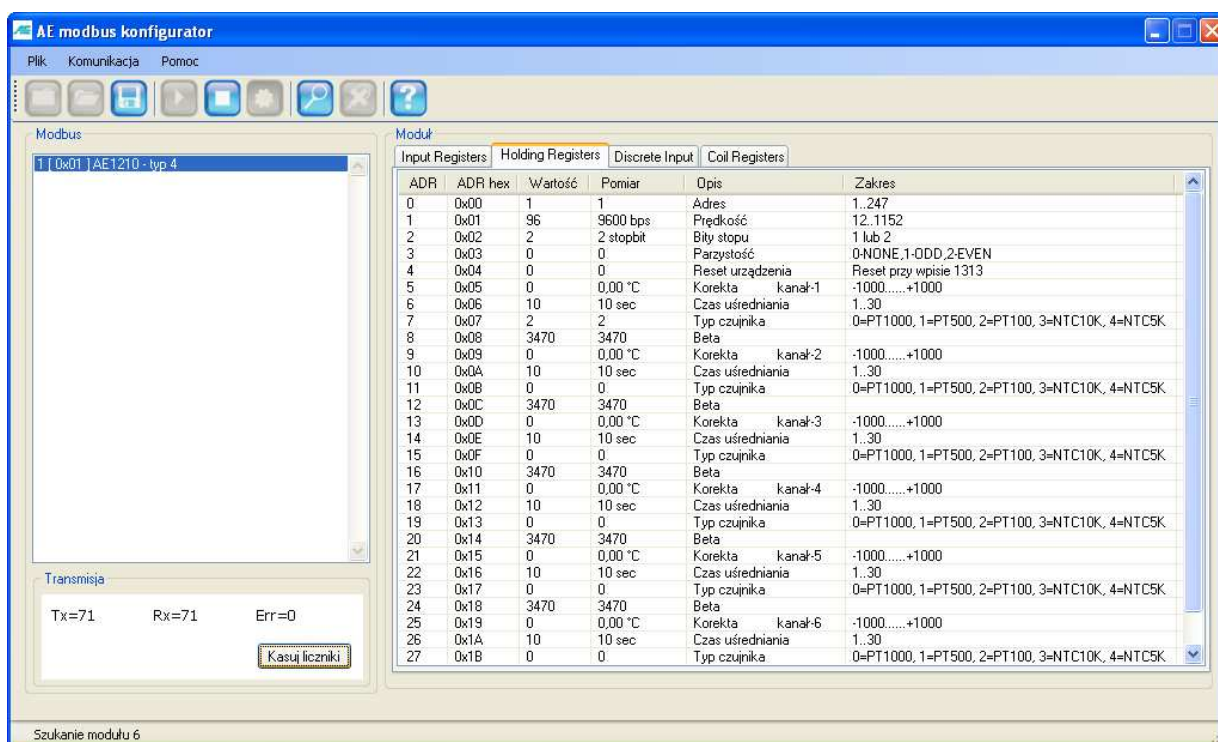 AE modbus konfigurator
Plik Komunikacja Pomoc
Modbus
1 [ 0x01 ] AE1210 - typ 4
Transmisja
Tx=71 Rx=71 Err=0
Kasuj liczniki
Moduł
Input Registers Holding Registers Discrete Input Coil Registers
ADR ADR hex Wartość Pomiar Opis Zakres
0 0x00 1 1 Adres 1..247
1 0x01 96 9600 bps Prędkość 12..1152
2 0x02 2 2 stopbit Bity stopu 1 lub 2
3 0x03 0 0 Parzystość 0-NONE,1-ODD,2-EVEN
4 0x04 0 0 Reset urządzenia Reset przy wpisie 1313
5 0x05 0 0,00 °C Korekta kanał-1 -1000......+1000
6 0x06 10 10 sec Czas uśredniania 1..30
7 0x07 2 2 Typ czujnika 0=PT1000, 1=PT500, 2=PT100, 3=NTC10K, 4=NTC5K
8 0x08 3470 3470 Beta
9 0x09 0 0,00 °C Korekta kanał-2 -1000......+1000
10 0x0A 10 10 sec Czas uśredniania 1..30
11 0x0B 0 0 Typ czujnika 0=PT1000, 1=PT500, 2=PT100, 3=NTC10K, 4=NTC5K
12 0x0C 3470 3470 Beta
13 0x0D 0 0,00 °C Korekta kanał-3 -1000......+1000
14 0x0E 10 10 sec Czas uśredniania 1..30
15 0x0F 0 0 Typ czujnika 0=PT1000, 1=PT500, 2=PT100, 3=NTC10K, 4=NTC5K
16 0x10 3470 3470 Beta
17 0x11 0 0,00 °C Korekta kanał-4 -1000......+1000
18 0x12 10 10 sec Czas uśredniania 1..30
19 0x13 0 0 Typ czujnika 0=PT1000, 1=PT500, 2=PT100, 3=NTC10K, 4=NTC5K
20 0x14 3470 3470 Beta
21 0x15 0 0,00 °C Korekta kanał-5 -1000......+1000
22 0x16 10 10 sec Czas uśredniania 1..30
23 0x17 0 0 Typ czujnika 0=PT1000, 1=PT500, 2=PT100, 3=NTC10K, 4=NTC5K
24 0x18 3470 3470 Beta
25 0x19 0 0,00 °C Korekta kanał-6 -1000......+1000
26 0x1A 10 10 sec Czas uśredniania 1..30
27 0x1B 0 0 Typ czujnika 0=PT1000, 1=PT500, 2=PT100, 3=NTC10K, 4=NTC5K
Szukanie modułu 6